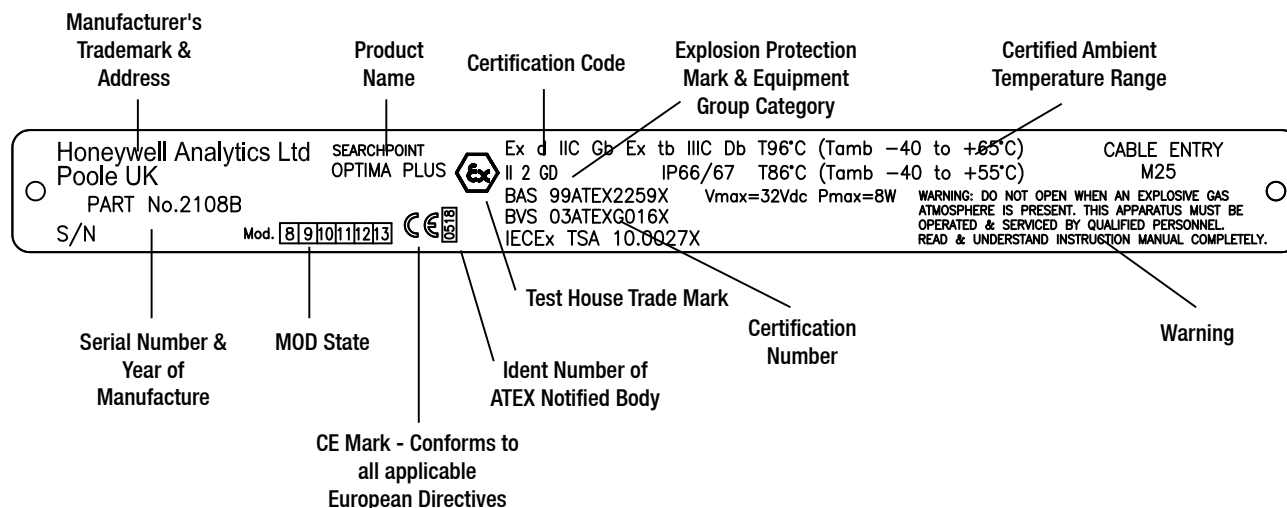 Manufacturer's
Trademark &
Address
Product
Name
Certification Code
Explosion Protection
Mark & Equipment
Group Category
Certified Ambient
Temperature Range
Honeywell Analytics Ltd
Poole UK
PART No.2108B
S/N
SEARCHPOINT
OPTIMA PLUS
Mod. 8 9 10 11 12 13
CE
0518
Ex
Ex d IIC Gb Ex tb IIIC Db T96°C (Tamb -40 to +65°C)
II 2 GD IP66/67 T86°C (Tamb -40 to +55°C)
BAS 99ATEX2259X Vmax=32Vdc Pmax=8W
BVS 03ATEXG016X
IECEx TSA 10.0027X
CABLE ENTRY
M25
WARNING: DO NOT OPEN WHEN AN EXPLOSIVE GAS
ATMOSPHERE IS PRESENT. THIS APPARATUS MUST BE
OPERATED & SERVICED BY QUALIFIED PERSONNEL.
READ & UNDERSTAND INSTRUCTION MANUAL COMPLETELY.
Serial Number &
Year of
Manufacture
MOD State
CE Mark - Conforms to
all applicable
European Directives
Ident Number of
ATEX Notified Body
Test House Trade Mark
Certification
Number
Warning